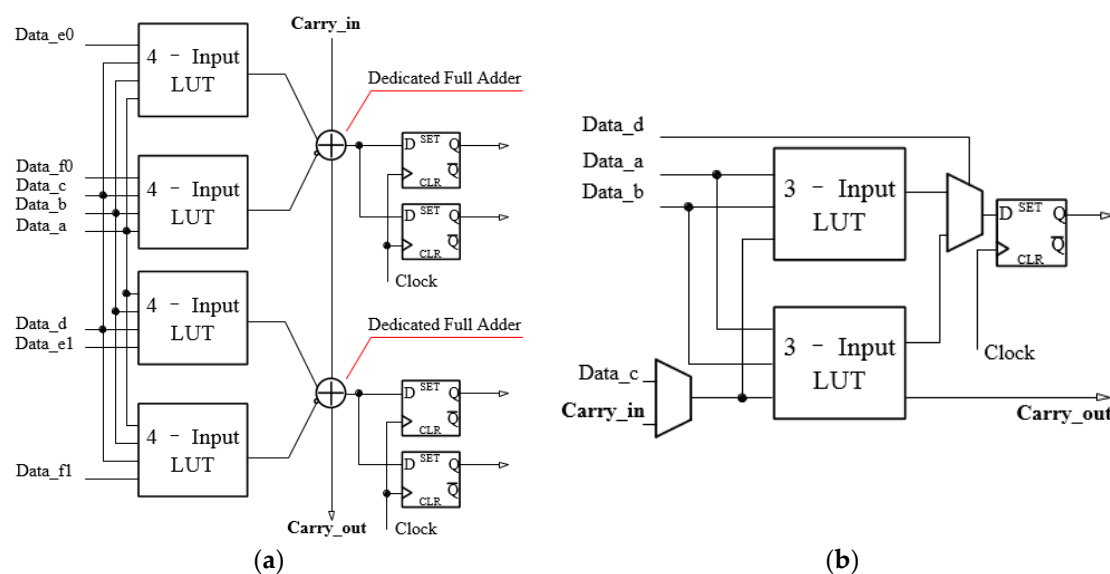 Carry_in
Data_e0
4 - Input
LUT
Dedicated Full Adder
Data_f0
Data_c
Data_b
Data_a
4 - Input
LUT
D SET Q
Q
CLR
D SET Q
Q
CLR
Clock
Data_d
Data_e1
4 - Input
LUT
Dedicated Full Adder
4 - Input
LUT
Data_f1
D SET Q
Q
CLR
D SET Q
Q
CLR
Clock
Carry_out
(a)
Data_d
Data_a
Data_b
3 - Input
LUT
D SET Q
Q
CLR
Clock
3 - Input
LUT
Data_c
Carry_in
Carry_out
(b)